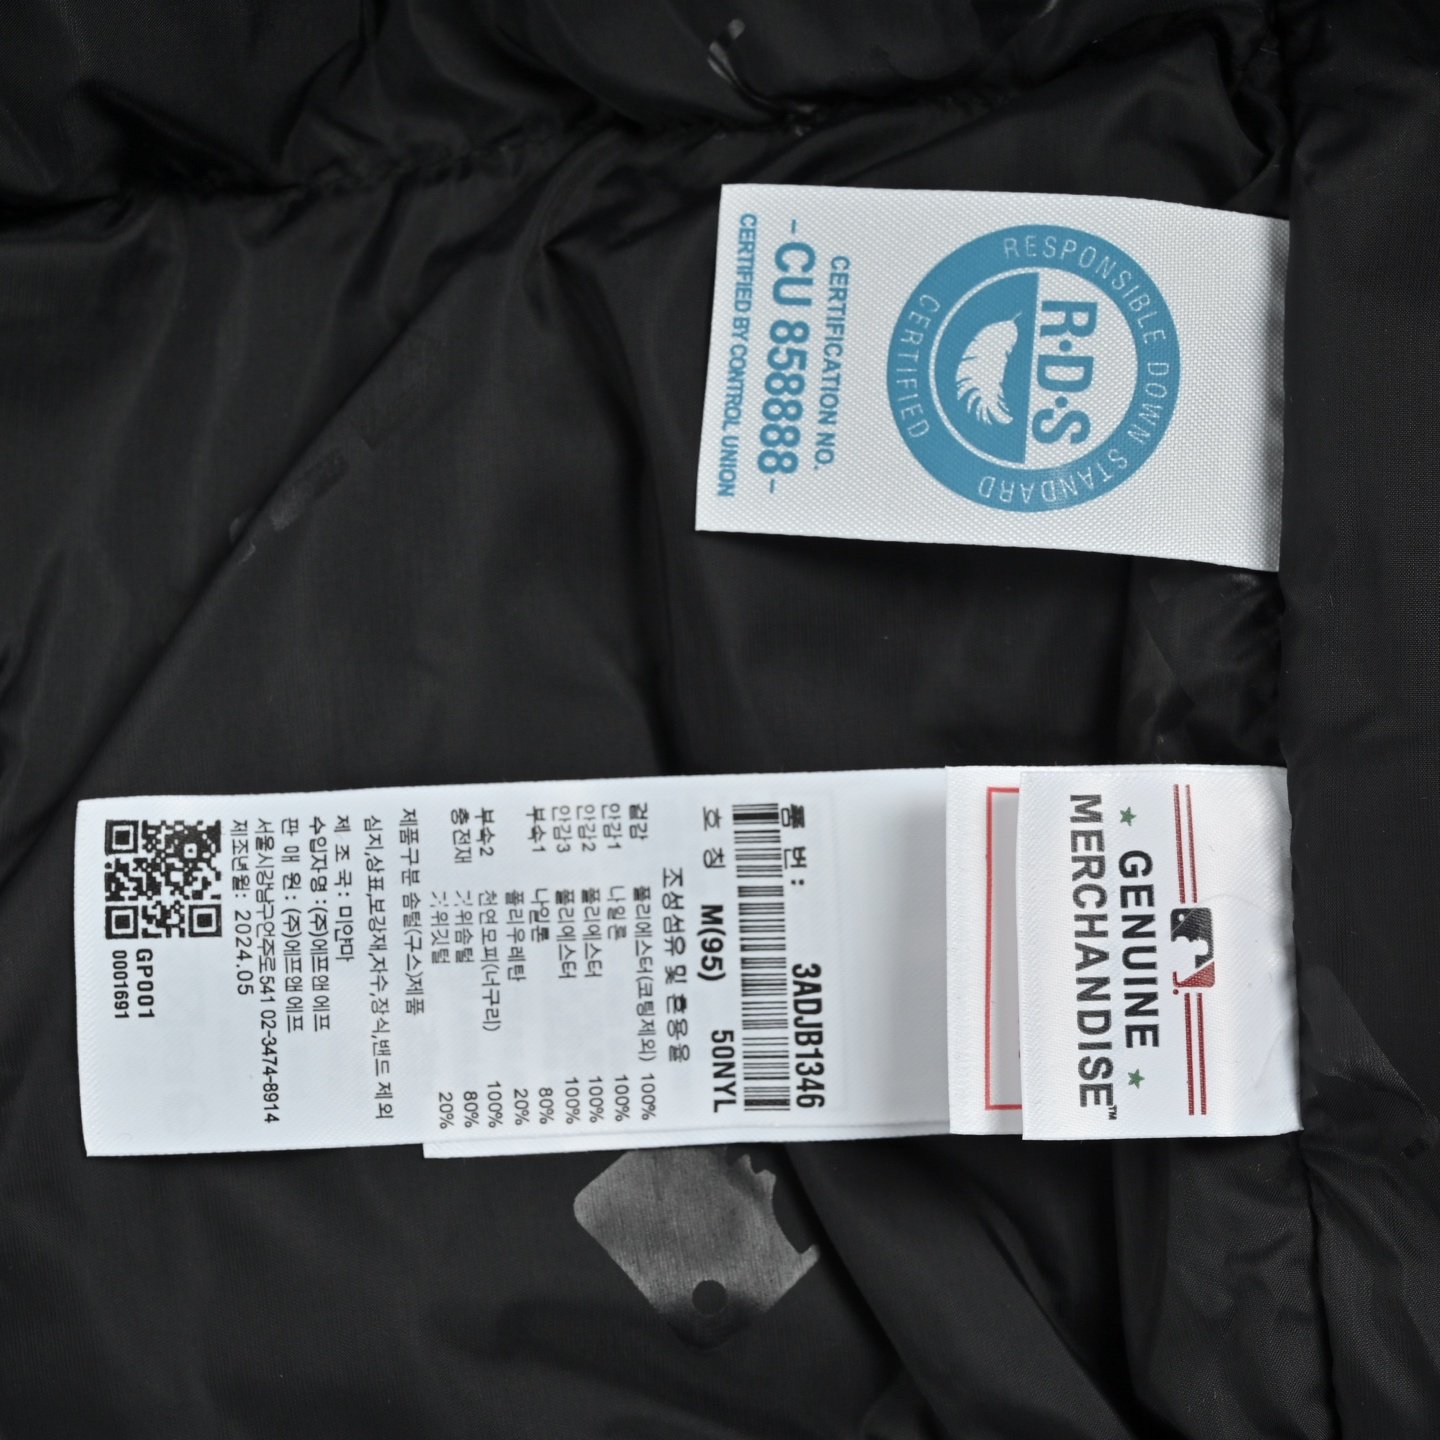 RESPONSIBLE DOWN STANDARD
CERTIFIED
R·D·S
CERTIFICATION NO.
-CU 858888-
CERTIFIED BY CONTROL UNION
★ GENUINE ★
MERCHANDISE™
품 번 : 3ADJB1346
호 칭 M(95) 50NYL
조성섬유 및 혼용율
겉감 폴리에스터(코팅제외) 100%
안감1 나일론 100%
안감2 폴리에스터 100%
안감3 폴리에스터 100%
부속1 나일론 80%
폴리우레탄 20%
부속2 천연모피(너구리) 100%
충전재 거위솜털 80%
거위깃털 20%
제품구분 솜털(구스)제품
심지,상표,보강재,자수,장식,밴드 제외
제 조 국 : 미얀마
수입자명 : (주)에프앤에프
판 매 원 : (주)에프앤에프
서울시강남구언주로541 02-3474-8914
제조년월: 2024.05
GP001
0001691